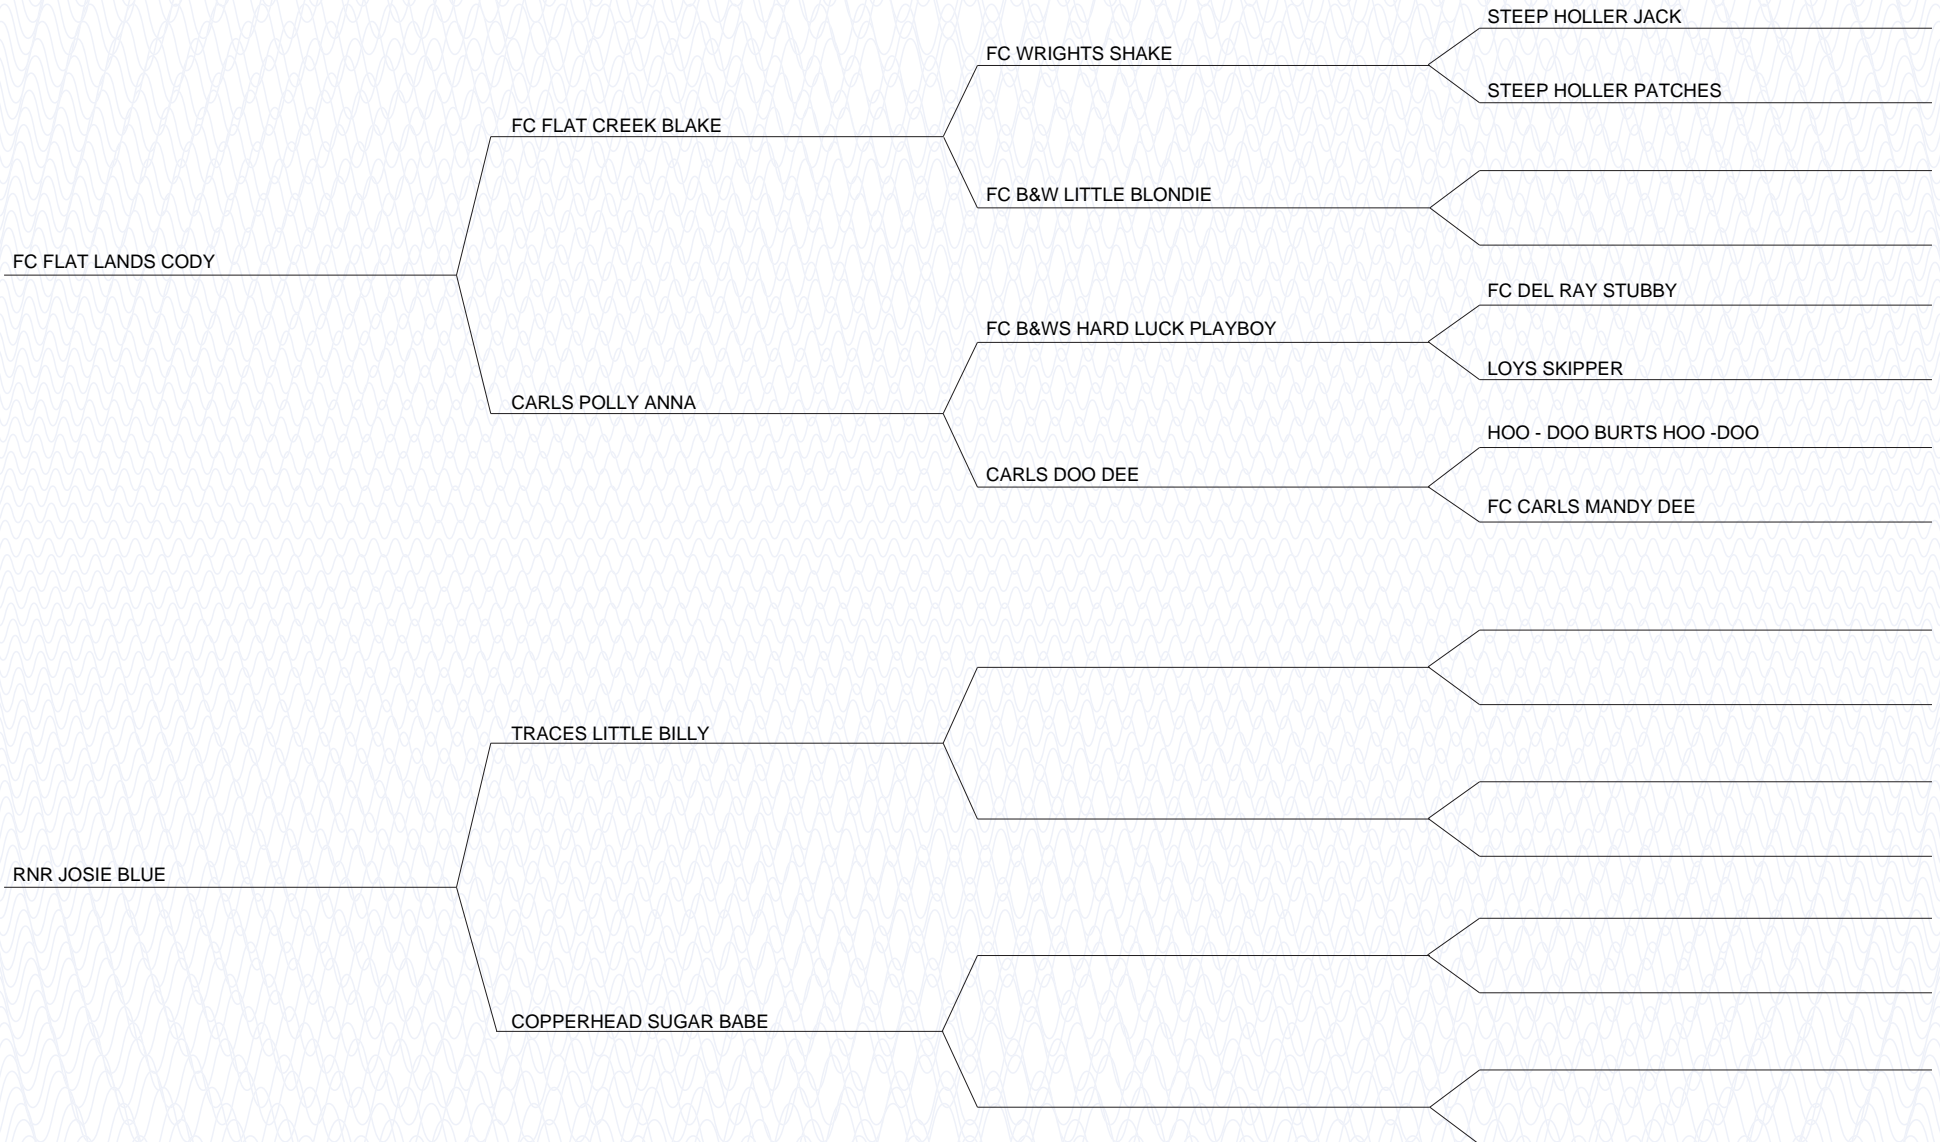 STEEP HOLLER JACK
FC WRIGHTS SHAKE
STEEP HOLLER PATCHES
FC FLAT CREEK BLAKE
FC B&W LITTLE BLONDIE
FC FLAT LANDS CODY
FC DEL RAY STUBBY
FC B&WS HARD LUCK PLAYBOY
LOYS SKIPPER
CARLS POLLY ANNA
HOO - DOO BURTS HOO -DOO
CARLS DOO DEE
FC CARLS MANDY DEE
TRACES LITTLE BILLY
RNR JOSIE BLUE
COPPERHEAD SUGAR BABE